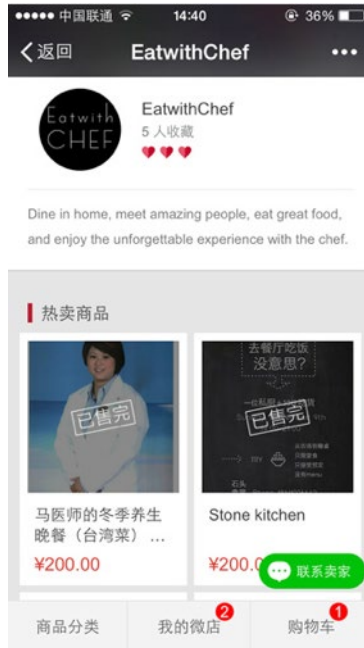 中国联通 14:40 36%
返回 EatwithChef
Eatwith
CHEF
EatwithChef
5 人收藏
Dine in home, meet amazing people, eat great food,
and enjoy the unforgettable experience with the chef.
热卖商品
已售完
去餐厅吃饭
没意思?
已售完
石头
马医师的冬季养生
晚餐（台湾菜） ...
¥200.00
Stone kitchen
¥200.0
联系卖家
商品分类
我的微店
2
购物车
1